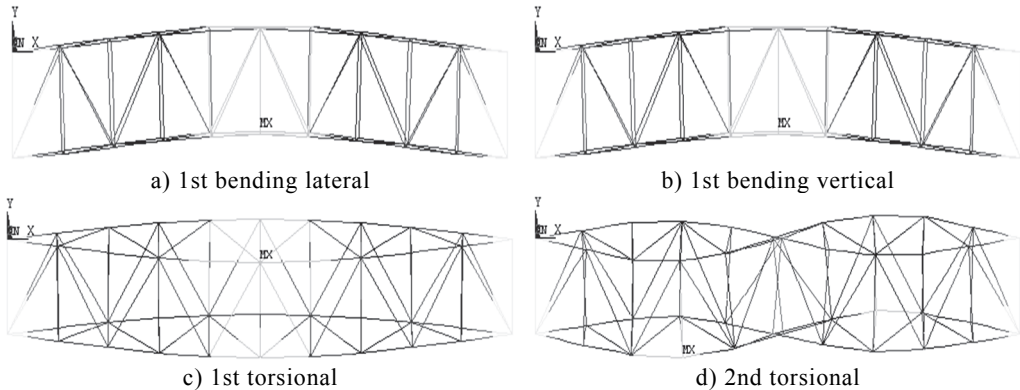 Y
X
MX
a) 1st bending lateral
Y
X
MX
b) 1st bending vertical
Y
X
MX
c) 1st torsional
Y
X
MX
d) 2nd torsional